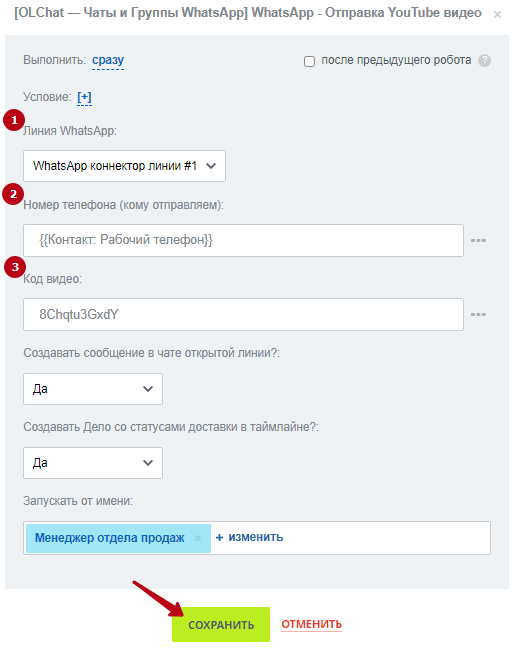 [OLChat — Чаты и Группы WhatsApp] WhatsApp - Отправка YouTube видео ×
Выполнить: сразу после предыдущего робота ?
Условие: [+]
1
Линия WhatsApp:
WhatsApp коннектор линии #1
2
Номер телефона (кому отправляем):
{{Контакт: Рабочий телефон}}
3
Код видео:
8Chqtu3GxdY
Создавать сообщение в чате открытой линии?:
Да
Создавать Дело со статусами доставки в таймлайне?:
Да
Запускать от имени:
Менеджер отдела продаж + изменить
СОХРАНИТЬ ОТМЕНИТЬ